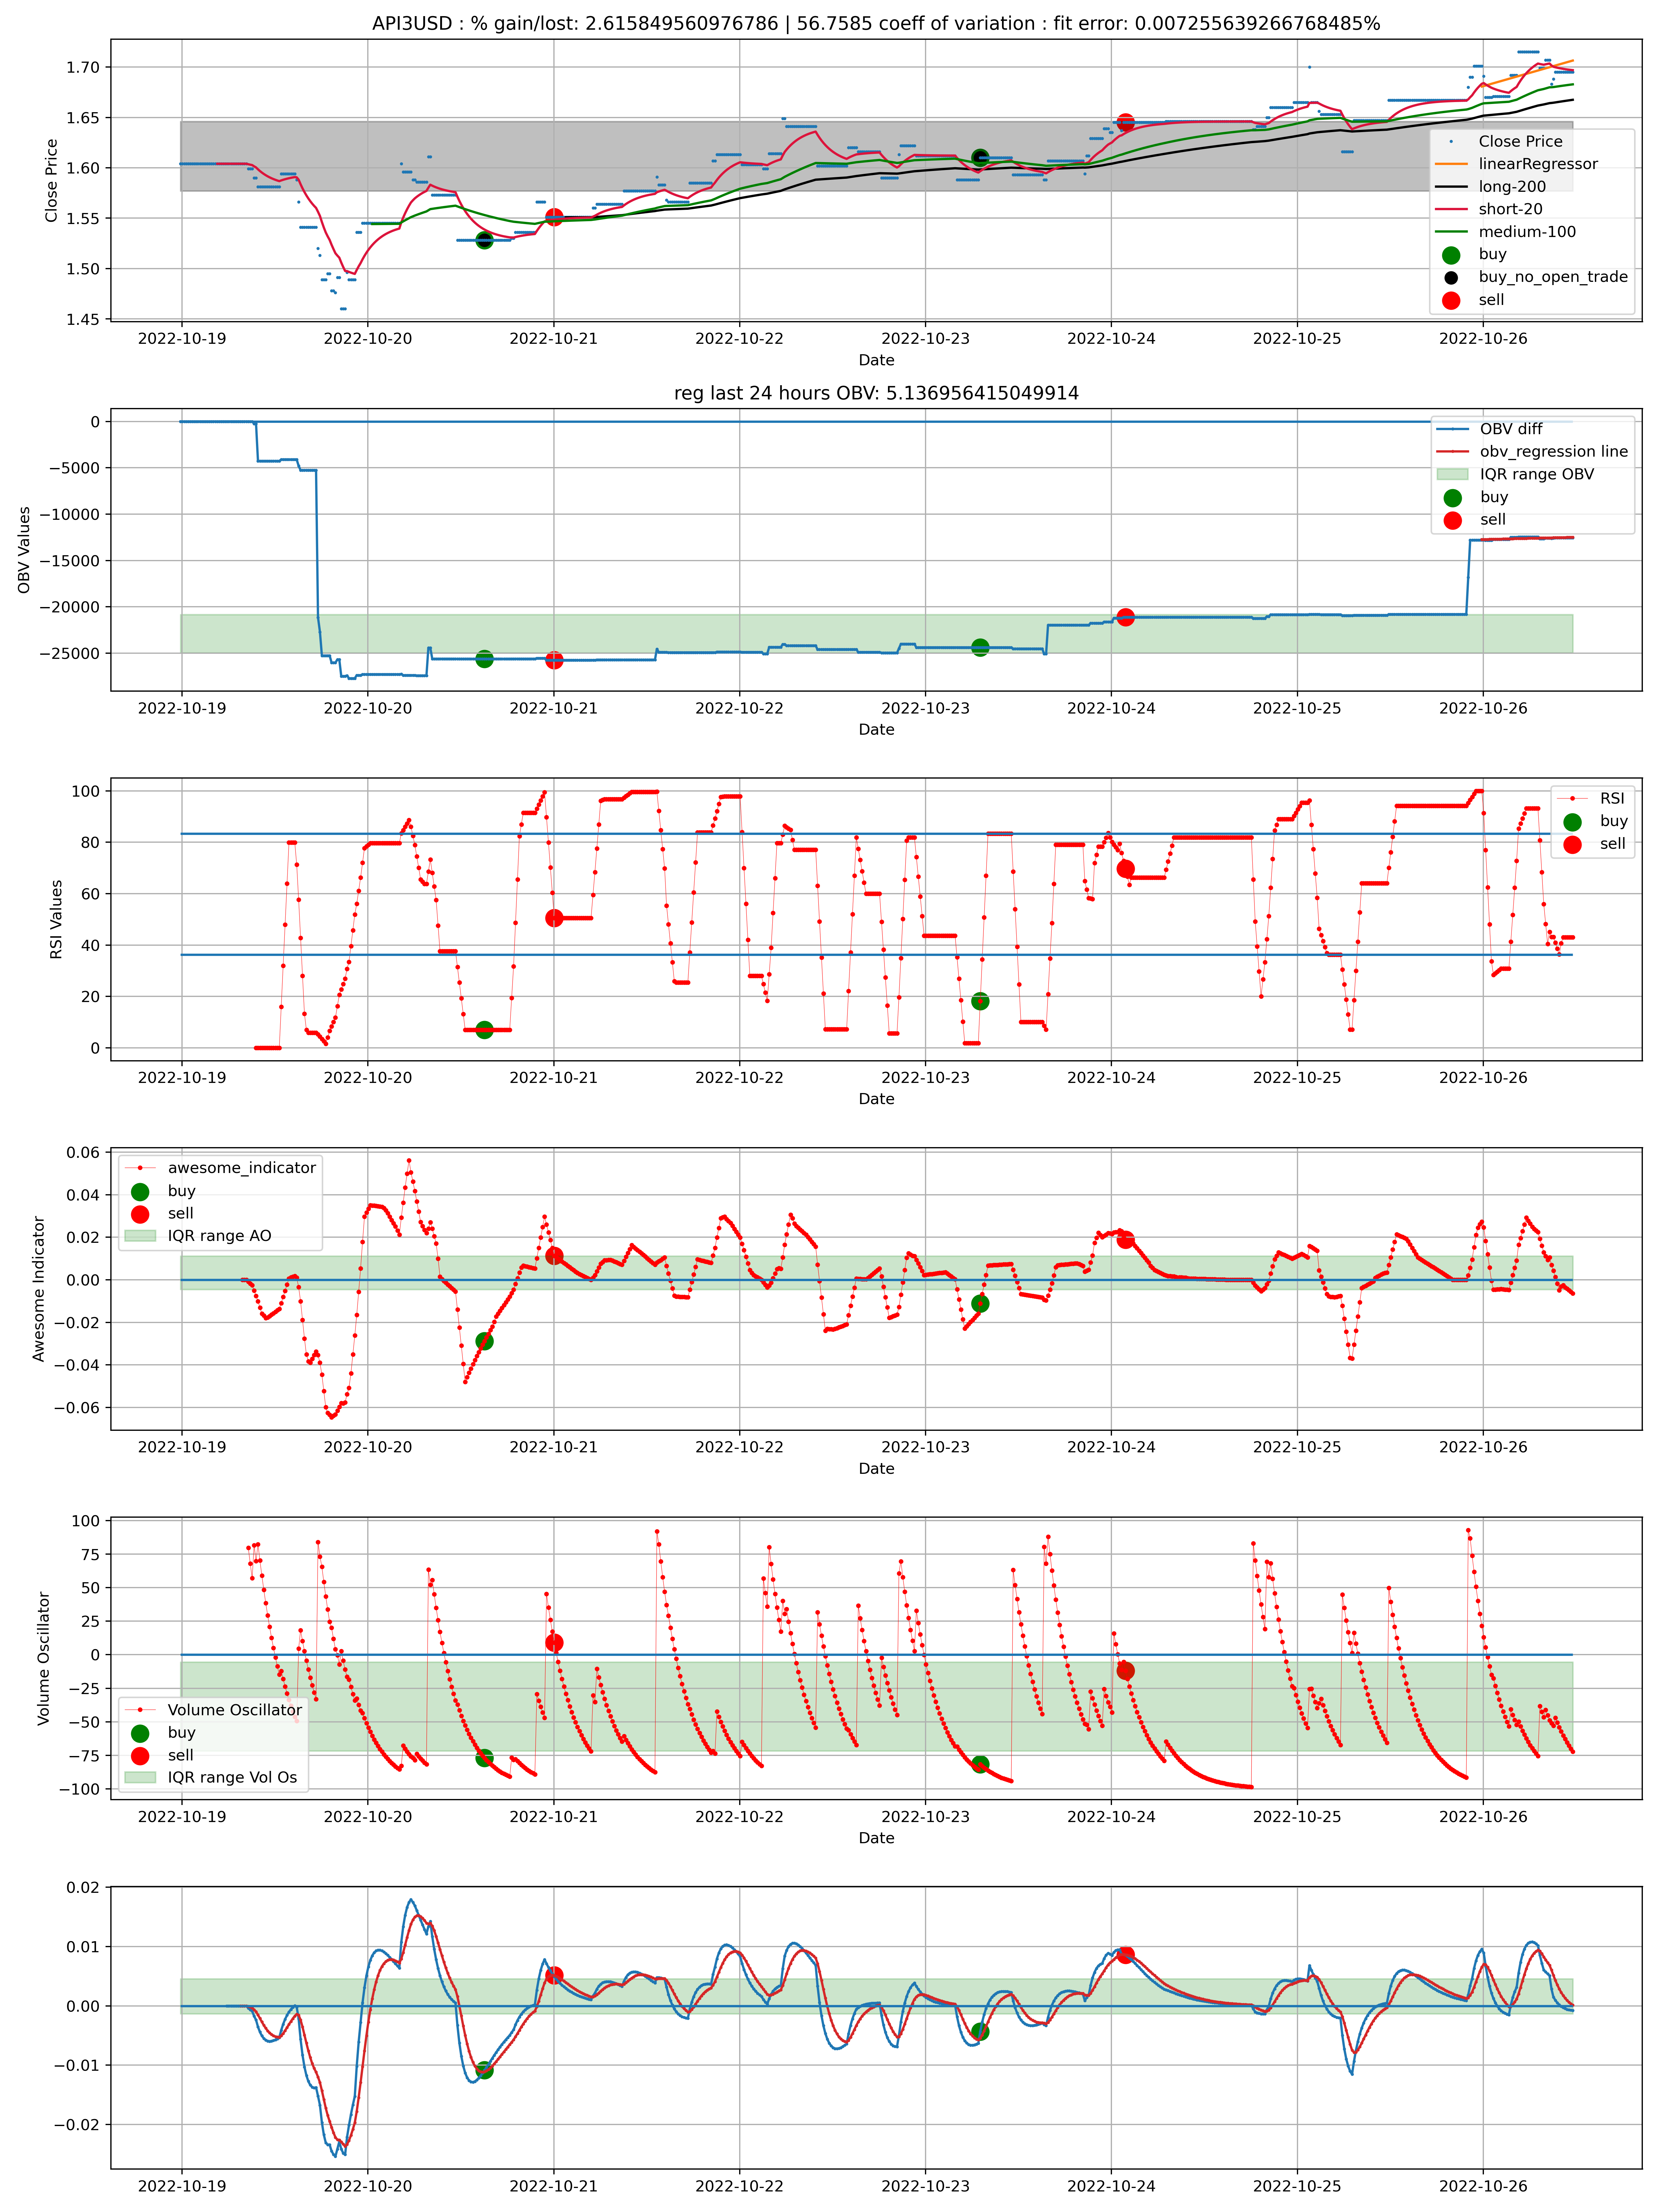 API3USD : % gain/lost: 2.615849560976786 | 56.7585 coeff of variation : fit error: 0.007255639266768485%
Close Price
1.70
1.65
1.60
1.55
1.50
1.45
Close Price
linearRegressor
long-200
short-20
medium-100
buy
buy_no_open_trade
sell
2022-10-19 2022-10-20 2022-10-21 2022-10-22 2022-10-23 2022-10-24 2022-10-25 2022-10-26
Date
reg last 24 hours OBV: 5.136956415049914
OBV Values
0
−5000
−10000
−15000
−20000
−25000
OBV diff
obv_regression line
IQR range OBV
buy
sell
2022-10-19 2022-10-20 2022-10-21 2022-10-22 2022-10-23 2022-10-24 2022-10-25 2022-10-26
Date
RSI Values
100
80
60
40
20
0
RSI
buy
sell
2022-10-19 2022-10-20 2022-10-21 2022-10-22 2022-10-23 2022-10-24 2022-10-25 2022-10-26
Date
Awesome Indicator
0.06
0.04
0.02
0.00
−0.02
−0.04
−0.06
awesome_indicator
buy
sell
IQR range AO
2022-10-19 2022-10-20 2022-10-21 2022-10-22 2022-10-23 2022-10-24 2022-10-25 2022-10-26
Date
Volume Oscillator
100
75
50
25
0
−25
−50
−75
−100
Volume Oscillator
buy
sell
IQR range Vol Os
2022-10-19 2022-10-20 2022-10-21 2022-10-22 2022-10-23 2022-10-24 2022-10-25 2022-10-26
Date
0.02
0.01
0.00
−0.01
−0.02
2022-10-19 2022-10-20 2022-10-21 2022-10-22 2022-10-23 2022-10-24 2022-10-25 2022-10-26